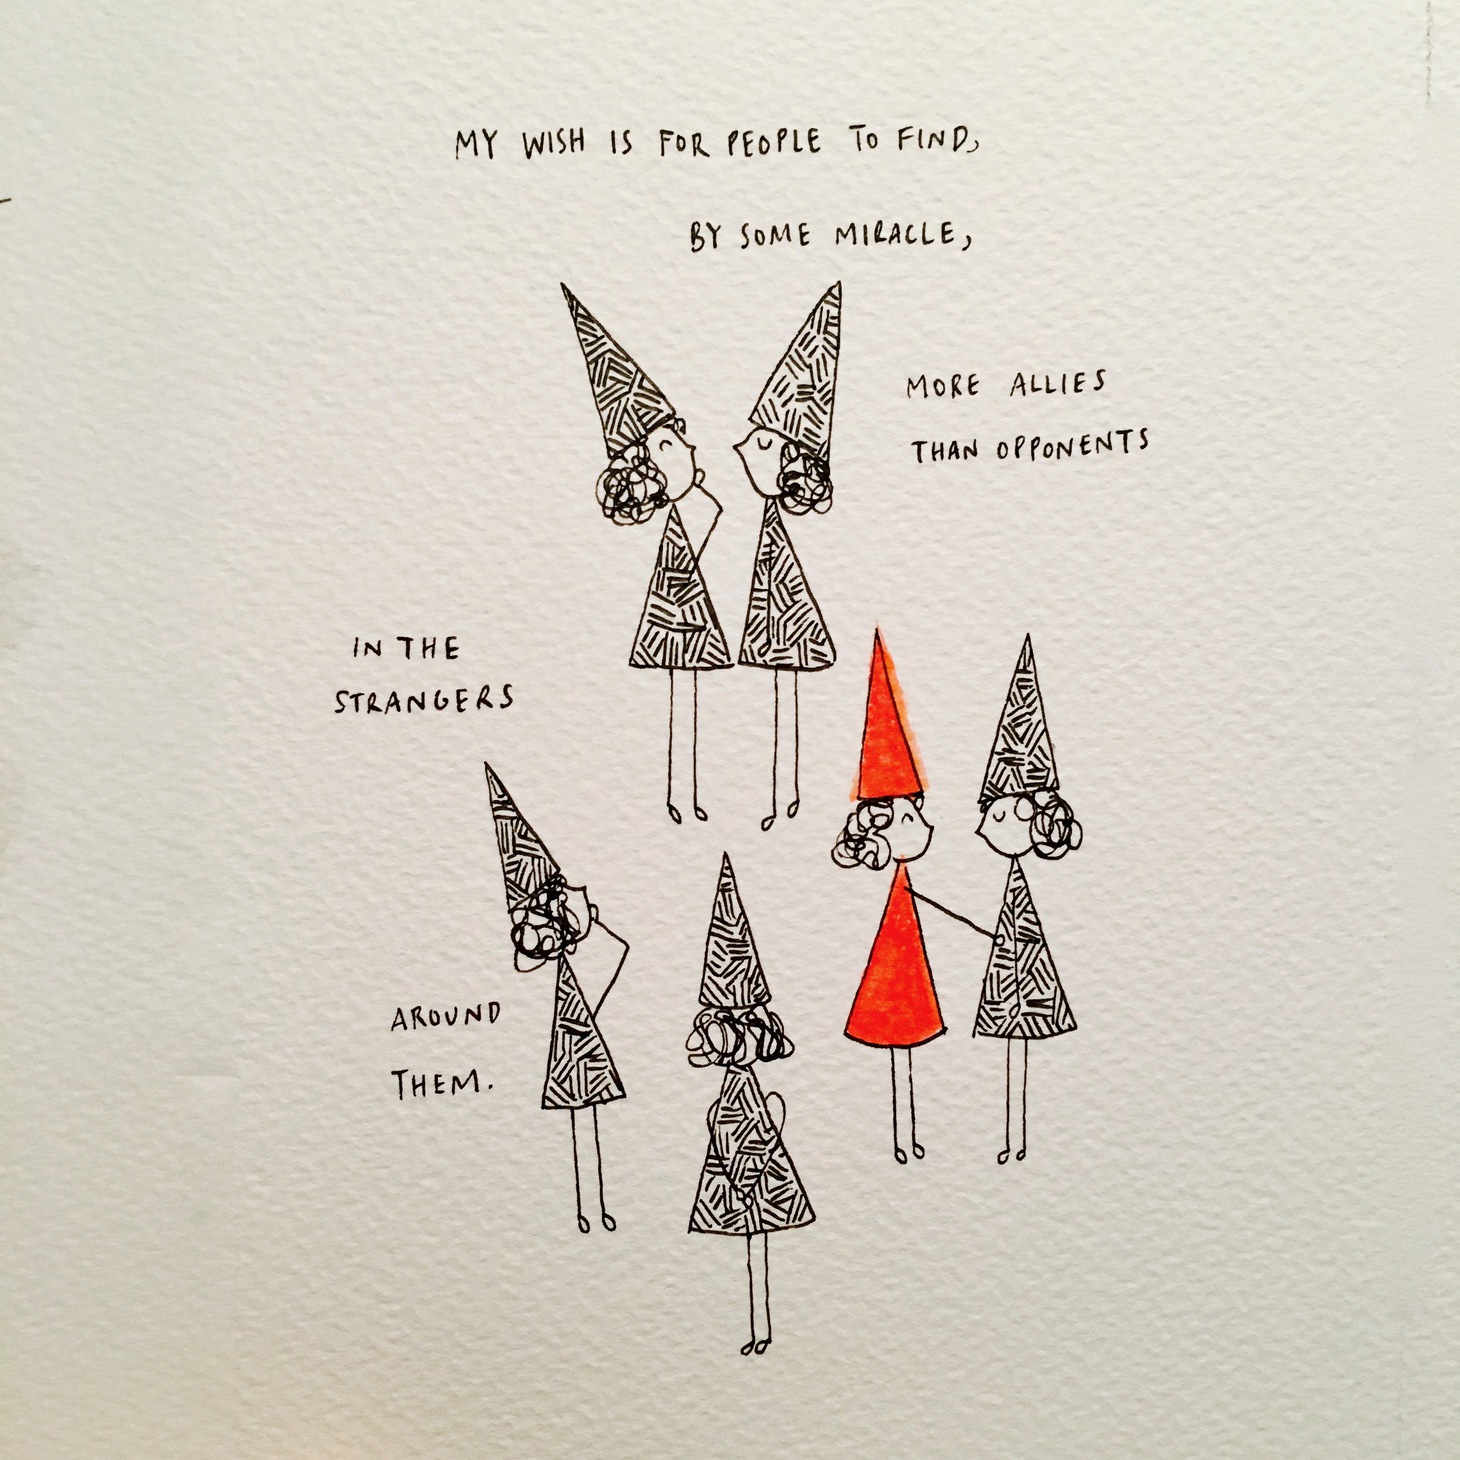 MY WISH IS FOR PEOPLE TO FIND,
BY SOME MIRACLE,
MORE ALLIES
THAN OPPONENTS
IN THE
STRANGERS
AROUND
THEM.